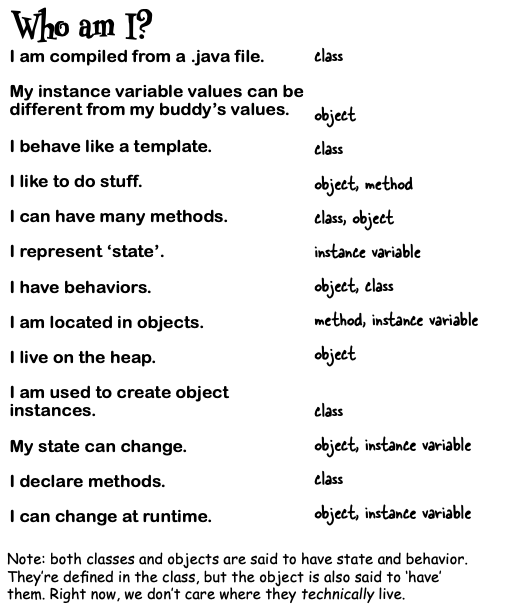 Who am I?
I am compiled from a .java file. class
My instance variable values can be
different from my buddy's values. object
I behave like a template. class
I like to do stuff. object, method
I can have many methods. class, object
I represent ‘state’. instance variable
I have behaviors. object, class
I am located in objects. method, instance variable
I live on the heap. object
I am used to create object
instances. class
My state can change. object, instance variable
I declare methods. class
I can change at runtime. object, instance variable
Note: both classes and objects are said to have state and behavior.
They're defined in the class, but the object is also said to ‘have’
them. Right now, we don't care where they technically live.